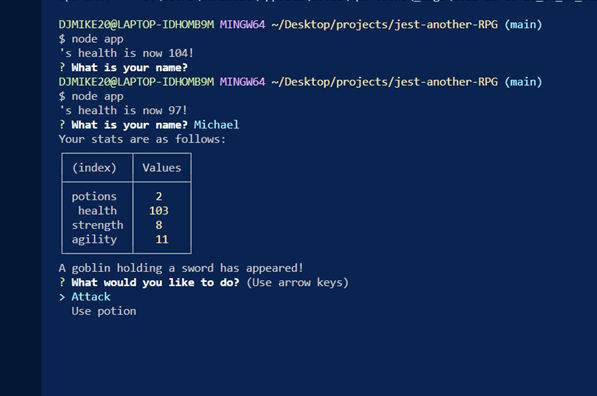 DJMIKE20@LAPTOP-IDHOMB9M MINGW64 ~/Desktop/projects/jest-another-RPG (main)
$ node app
's health is now 104!
? What is your name?
DJMIKE20@LAPTOP-IDHOMB9M MINGW64 ~/Desktop/projects/jest-another-RPG (main)
$ node app
's health is now 97!
? What is your name? Michael
Your stats are as follows:
(index) Values
potions 2
health 103
strength 8
agility 11
A goblin holding a sword has appeared!
? What would you like to do? (Use arrow keys)
> Attack
Use potion